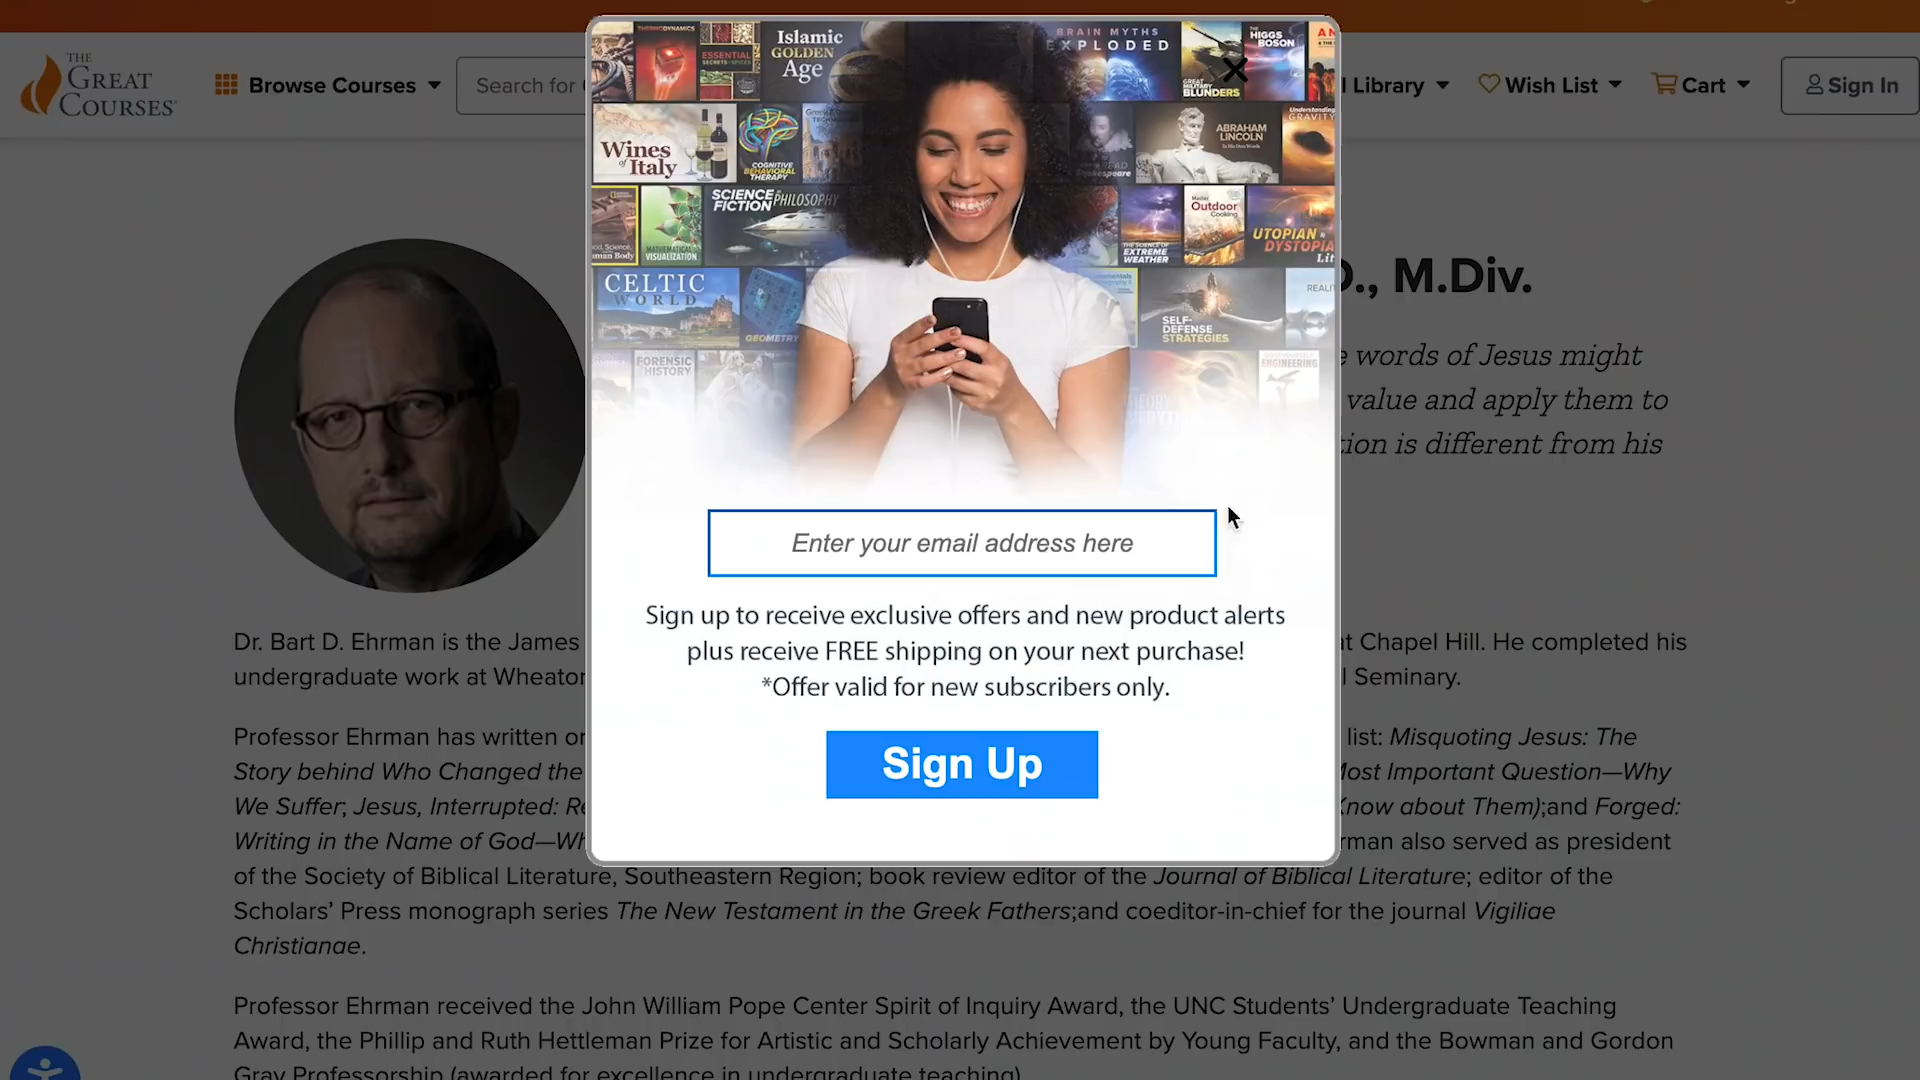 THE
GREAT
COURSES
Browse Courses
Search for
Library
Wish List
Cart
Sign In
THERMODYNAMICS
ESSENTIAL
Islamic
GOLDEN
Age
BRAIN MYTHS
EXPLODED
GREAT
MILITARY
BLUNDERS
THE
HIGGS
BOSON
Wines
of Italy
COGNITIVE
BEHAVIORAL
THERAPY
ABRAHAM
LINCOLN
In His Own Words
Understanding
GRAVITY
SCIENCE
FICTION PHILOSOPHY
MATHEMATICAL
VISUALIZATION
THE SCIENCE OF
EXTREME
WEATHER
Master
Outdoor
Cooking
UTOPIAN &
DYSTOPIA
Lit
CELTIC
WORLD
GEOMETRY
SELF-
DEFENSE
STRATEGIES
REALI
FORENSIC
HISTORY
ENGINEERING
Enter your email address here
Sign up to receive exclusive offers and new product alerts
plus receive FREE shipping on your next purchase!
*Offer valid for new subscribers only.
Sign Up
D., M.Div.
words of Jesus might
value and apply them to
tion is different from his
Dr. Bart D. Ehrman is the James at Chapel Hill. He completed his
undergraduate work at Wheaton Seminary.
Professor Ehrman has written or list: Misquoting Jesus: The
Story behind Who Changed the Most Important Question—Why
We Suffer; Jesus, Interrupted: Re Know about Them);and Forged:
Writing in the Name of God—Wh rman also served as president
of the Society of Biblical Literature, Southeastern Region; book review editor of the Journal of Biblical Literature; editor of the
Scholars’ Press monograph series The New Testament in the Greek Fathers;and coeditor-in-chief for the journal Vigiliae
Christianae.
Professor Ehrman received the John William Pope Center Spirit of Inquiry Award, the UNC Students’ Undergraduate Teaching
Award, the Phillip and Ruth Hettleman Prize for Artistic and Scholarly Achievement by Young Faculty, and the Bowman and Gordon
Gray Professorship (awarded for excellence in undergraduate teaching).